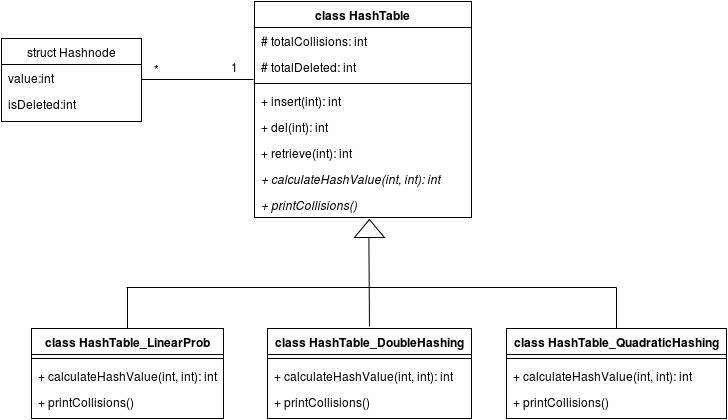 class HashTable
# totalCollisions: int
# totalDeleted: int
+ insert(int): int
+ del(int): int
+ retrieve(int): int
+ calculateHashValue(int, int): int
+ printCollisions()
struct Hashnode
value:int
isDeleted:int
*
1
class HashTable_LinearProb
+ calculateHashValue(int, int): int
+ printCollisions()
class HashTable_DoubleHashing
+ calculateHashValue(int, int): int
+ printCollisions()
class HashTable_QuadraticHashing
+ calculateHashValue(int, int): int
+ printCollisions()